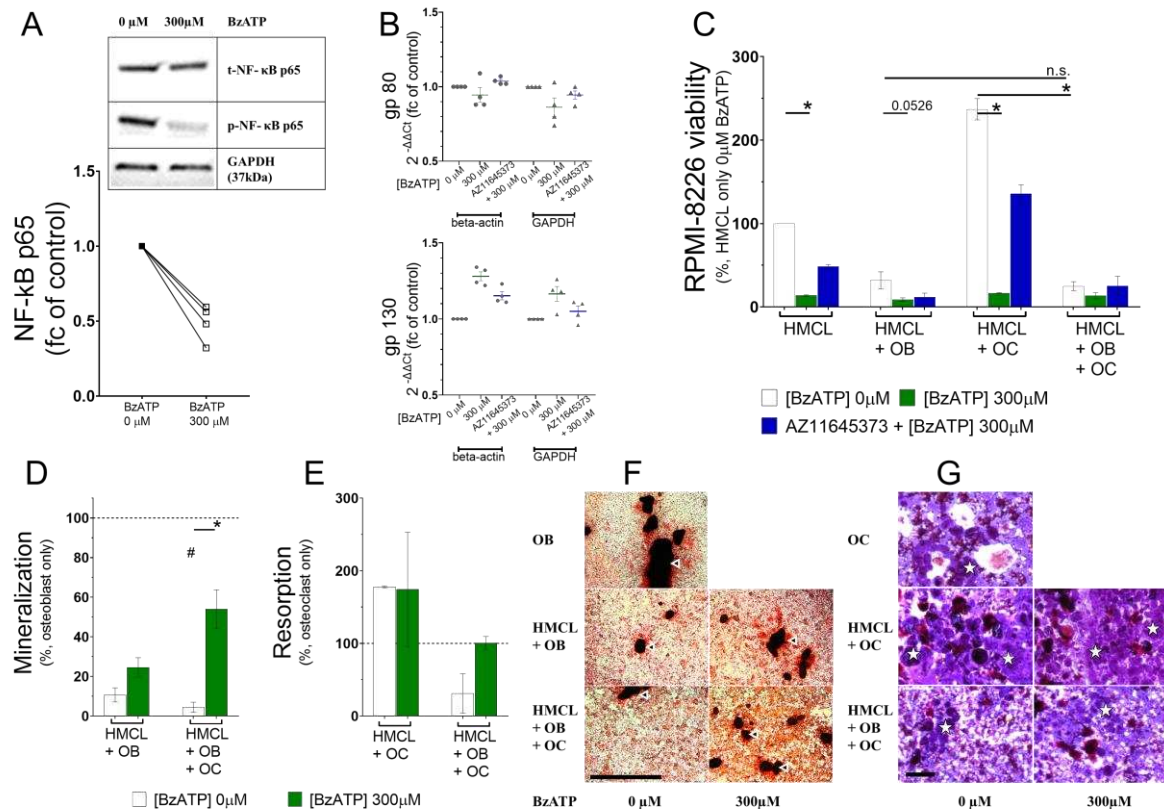 A
0 µM 300µM BzATP
t-NF- κB p65
p-NF- κB p65
GAPDH
(37kDa)
NF-kB p65
(fc of control)
1.5
1.0
0.5
0.0
BzATP
0 µM
BzATP
300 µM
B
gp 80
2 -ΔΔCt (fc of control)
1.5
1.0
0.5
[BzATP]
0 µM
300 µM
AZ11645373
+ 300 µM
0 µM
300 µM
AZ11645373
+ 300 µM
beta-actin
GAPDH
gp 130
2 -ΔΔCt (fc of control)
1.5
1.0
0.5
[BzATP]
0 µM
300 µM
AZ11645373
+ 300 µM
0 µM
300 µM
AZ11645373
+ 300 µM
beta-actin
GAPDH
C
RPMI-8226 viability
(%, HMCL only 0µM BzATP)
300
200
100
0
*
0.0526
*
*
n.s.
HMCL
HMCL
+ OB
HMCL
+ OC
HMCL
+ OB
+ OC
[BzATP] 0µM
[BzATP] 300µM
AZ11645373 + [BzATP] 300µM
D
Mineralization
(%, osteoblast only)
100
80
60
40
20
0
#
*
HMCL
+ OB
HMCL
+ OB
+ OC
E
Resorption
(%, osteoclast only)
300
200
100
0
HMCL
+ OC
HMCL
+ OB
+ OC
[BzATP] 0µM
[BzATP] 300µM
F
OB
HMCL
+ OB
HMCL
+ OB
+ OC
BzATP
0 µM
300µM
G
OC
HMCL
+ OC
HMCL
+ OB
+ OC
0 µM
300µM